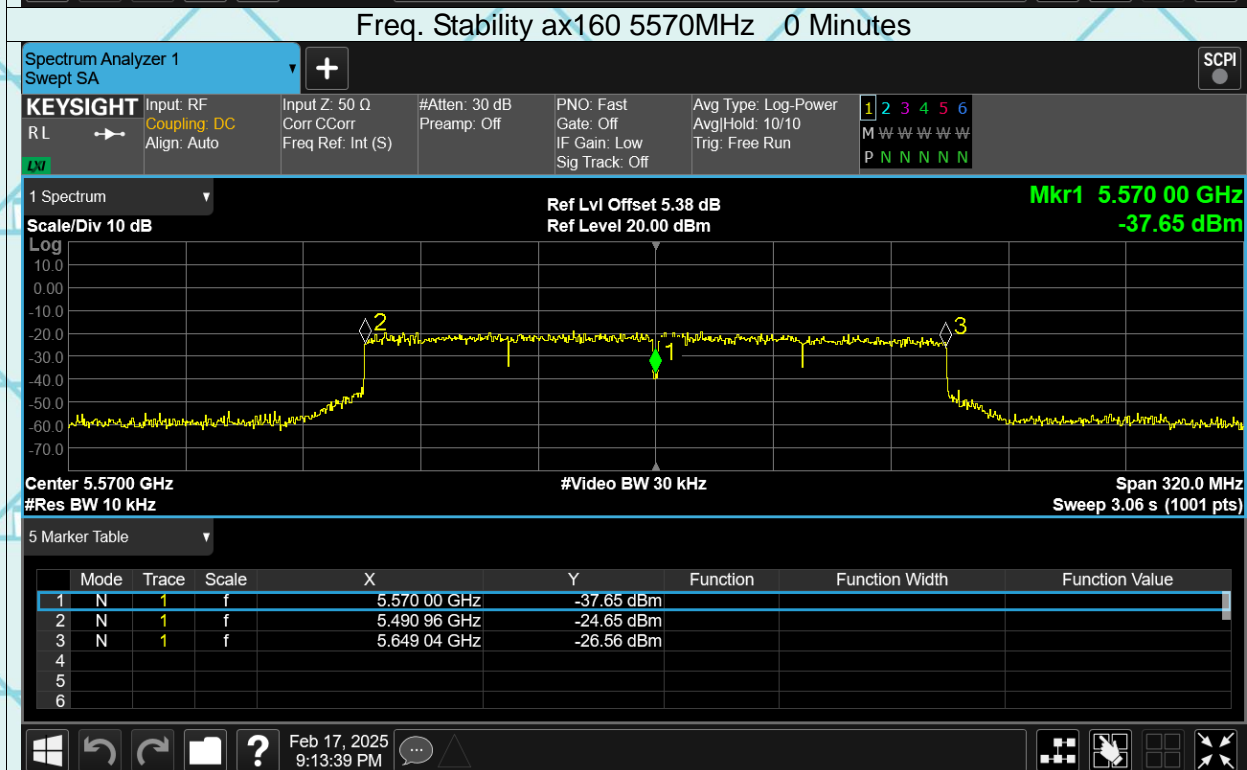 Freq. Stability ax160 5570MHz 0 Minutes
Spectrum Analyzer 1
Swept SA
+
SCPI
KEYSIGHT
RL
LXI
Input: RF
Coupling: DC
Align: Auto
Input Z: 50 Ω
Corr CCorr
Freq Ref: Int (S)
#Atten: 30 dB
Preamp: Off
PNO: Fast
Gate: Off
IF Gain: Low
Sig Track: Off
Avg Type: Log-Power
Avg|Hold: 10/10
Trig: Free Run
1 2 3 4 5 6
M W W W W W W
P N N N N N
1 Spectrum
Scale/Div 10 dB
Ref Lvl Offset 5.38 dB
Ref Level 20.00 dBm
Mkr1 5.570 00 GHz
-37.65 dBm
Log
10.0
0.00
-10.0
-20.0
-30.0
-40.0
-50.0
-60.0
-70.0
2
1
3
Center 5.5700 GHz
#Video BW 30 kHz
Span 320.0 MHz
#Res BW 10 kHz
Sweep 3.06 s (1001 pts)
5 Marker Table
Mode Trace Scale X Y Function Function Width Function Value
1 N 1 f 5.570 00 GHz -37.65 dBm
2 N 1 f 5.490 96 GHz -24.65 dBm
3 N 1 f 5.649 04 GHz -26.56 dBm
4
5
6
?
Feb 17, 2025
9:13:39 PM